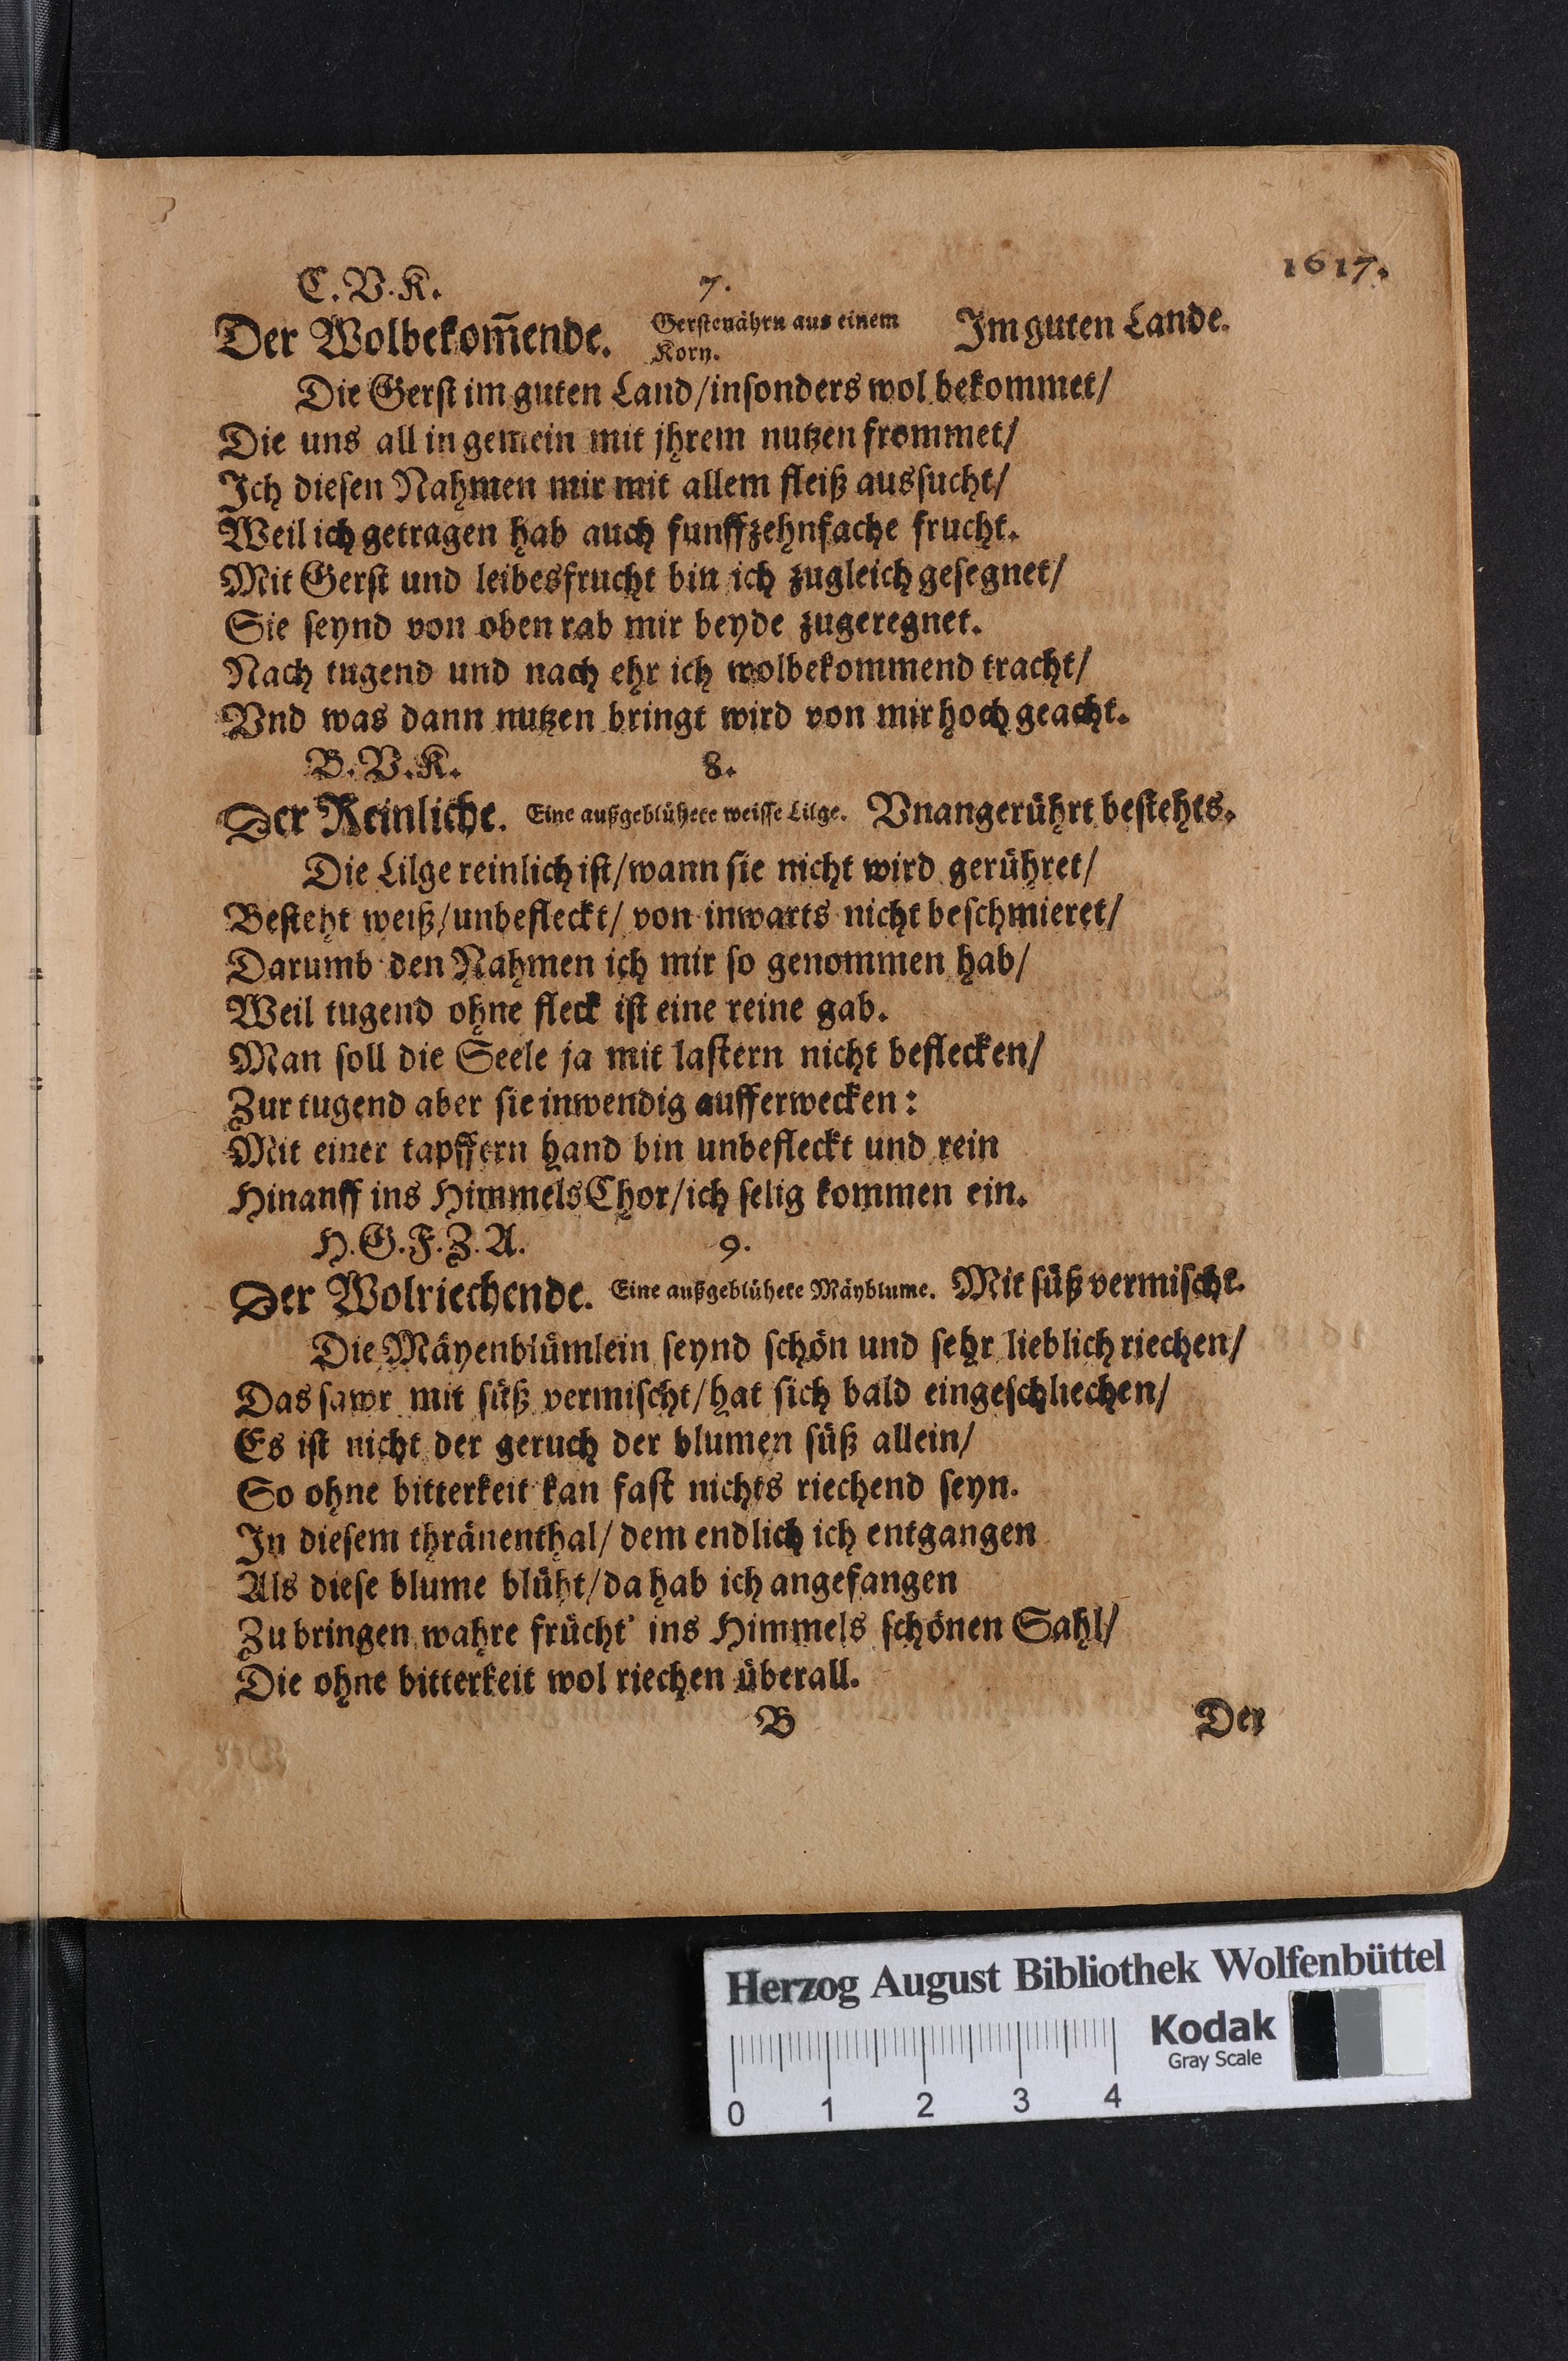 1617.
C.V.K. 7.
Der Wolbekom̃ende. Gerstenährn aus einem Korn. Im guten Lande.
Die Gerst im guten Land/insonders wol bekommet/
Die uns all in gemein mit jhrem nutzen frommet/
Ich diesen Nahmen mir mit allem fleiß aussucht/
Weil ich getragen hab auch funffzehnfache frucht.
Mit Gerst und leibesfrucht bin ich zugleich gesegnet/
Sie seynd von oben rab mir beyde zugeregnet.
Nach tugend und nach ehr ich wolbekommend tracht/
Vnd was dann nutzen bringt wird von mir hoch geacht.
B.V.K. 8.
Der Reinliche. Eine außgeblühete weisse Lilge. Vnangerührt bestehts.
Die Lilge reinlich ist/wann sie nicht wird gerühret/
Besteht weiß/unbefleckt/ von inwarts nicht beschmieret/
Darumb den Nahmen ich mir so genommen hab/
Weil tugend ohne fleck ist eine reine gab.
Man soll die Seele ja mit lastern nicht beflecken/
Zur tugend aber sie inwendig aufferwecken:
Mit einer tapffern hand bin unbefleckt und rein
Hinanff ins HimmelsChor/ich selig kommen ein.
H.G.F.Z.A. 9.
Der Wolriechende. Eine außgeblühete Mäyblume. Mit süß vermischt.
Die Mäyenblümlein seynd schön und sehr lieblich riechen/
Das sawr mit süß vermischt/hat sich bald eingeschliechen/
Es ist nicht der geruch der blumen süß allein/
So ohne bitterkeit kan fast nichts riechend seyn.
In diesem thränenthal/dem endlich ich entgangen
Als diese blume blüht/da hab ich angefangen
Zu bringen wahre frücht' ins Himmels schönen Sahl/
Die ohne bitterkeit wol riechen überall.
B Der
Herzog August Bibliothek Wolfenbüttel
Kodak
Gray Scale
0 1 2 3 4